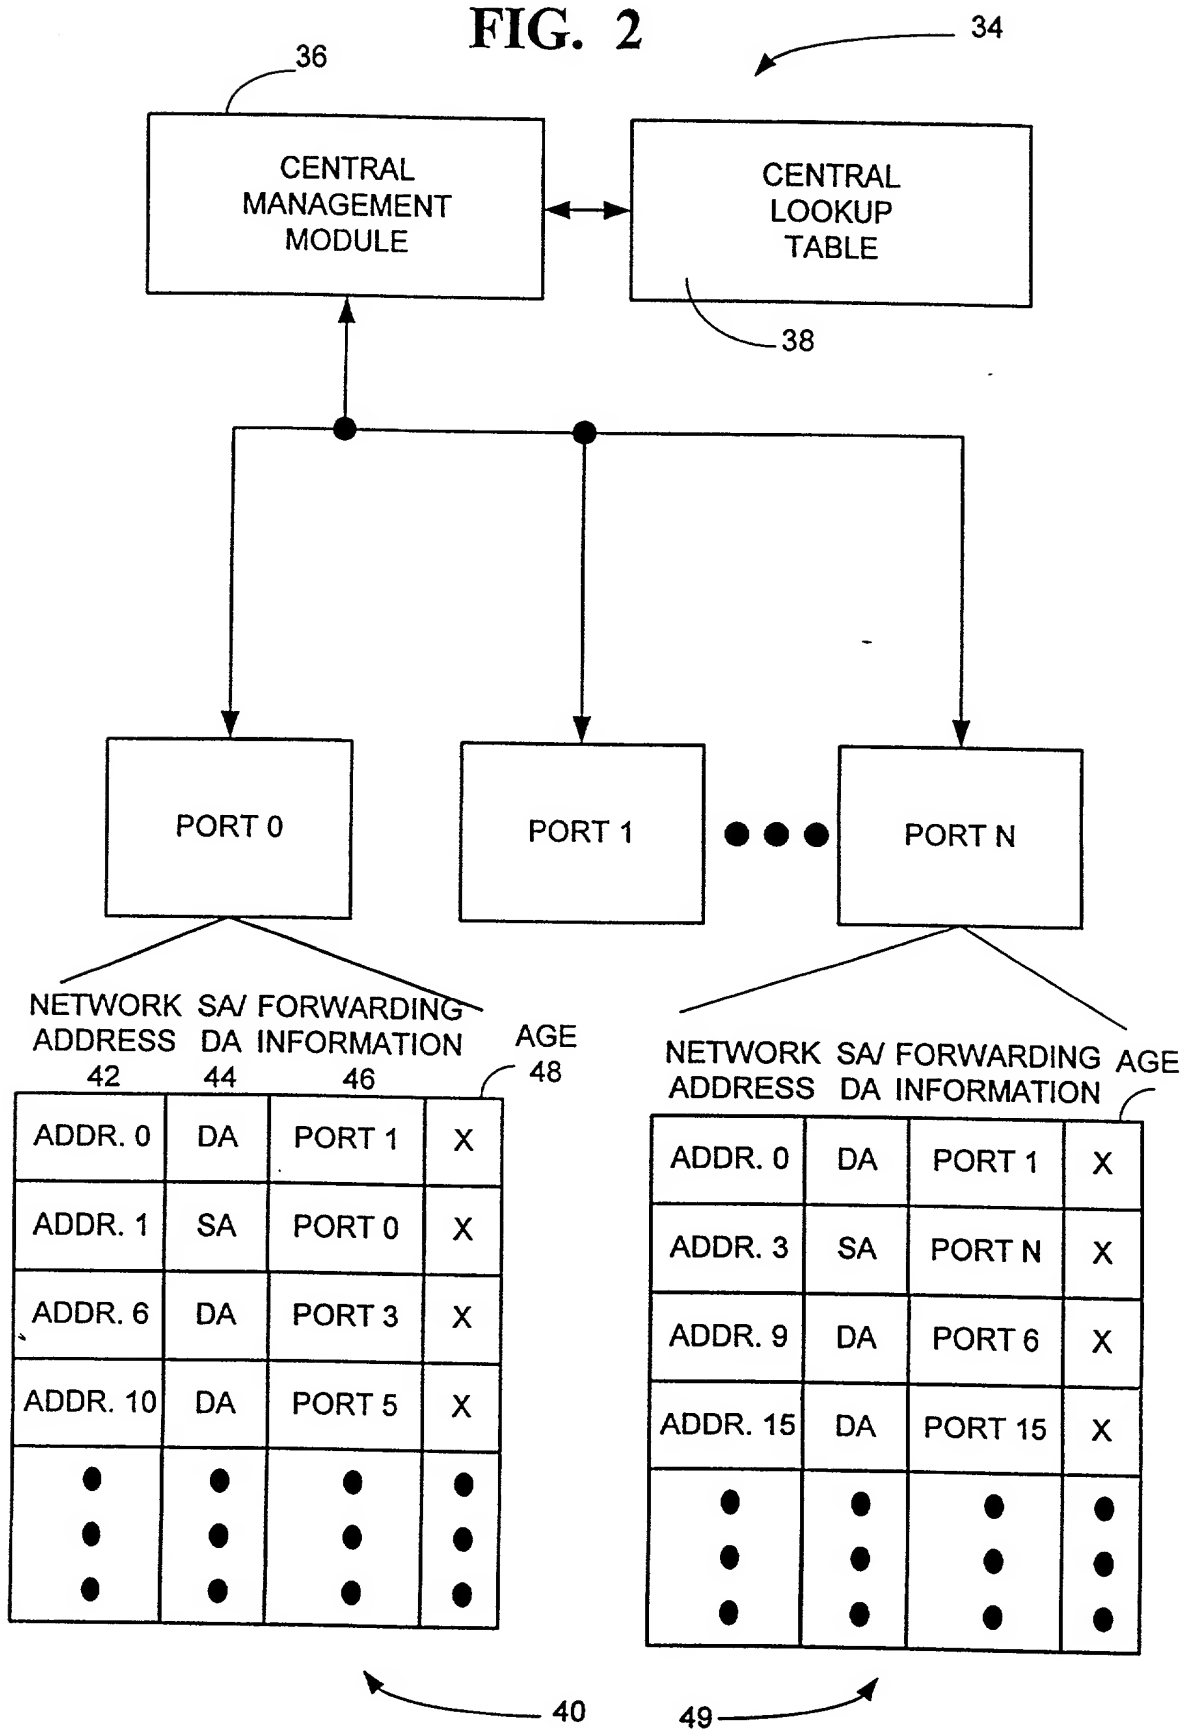 FIG. 2
34
36
CENTRAL
MANAGEMENT
MODULE
CENTRAL
LOOKUP
TABLE
38
PORT 0
PORT 1
PORT N
NETWORK SA/ FORWARDING
ADDRESS DA INFORMATION
AGE
42 44 46 48
ADDR. 0 DA PORT 1 X
ADDR. 1 SA PORT 0 X
ADDR. 6 DA PORT 3 X
ADDR. 10 DA PORT 5 X
40
NETWORK SA/ FORWARDING AGE
ADDRESS DA INFORMATION
ADDR. 0 DA PORT 1 X
ADDR. 3 SA PORT N X
ADDR. 9 DA PORT 6 X
ADDR. 15 DA PORT 15 X
49